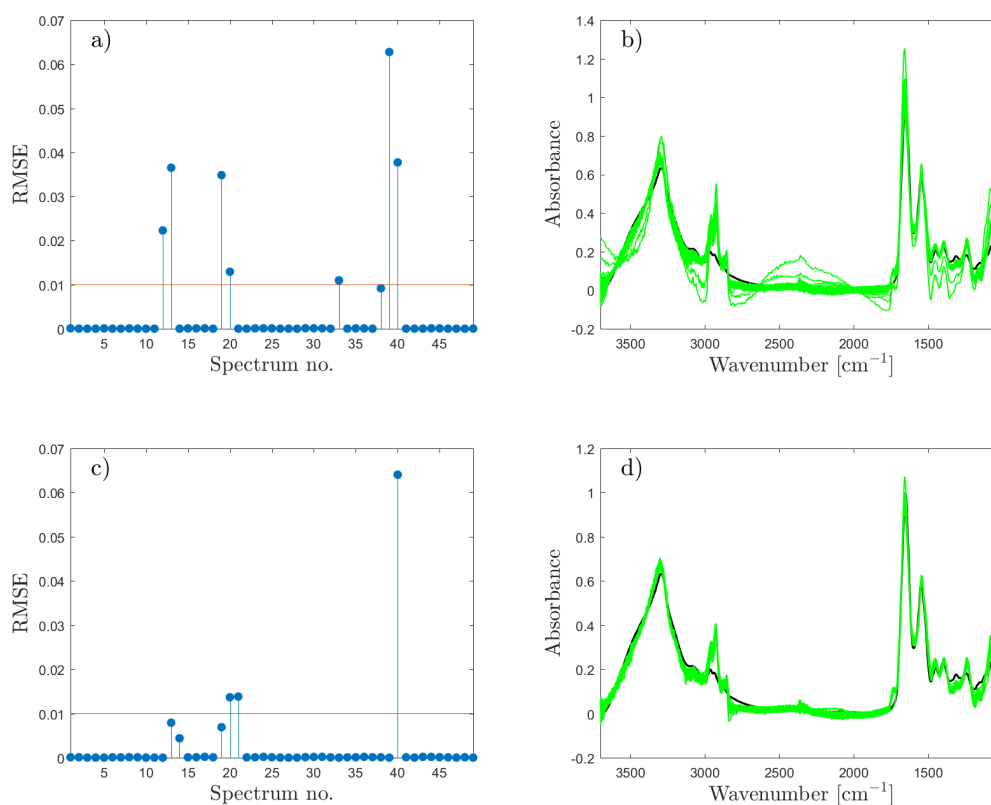 a)
0.07
0.06
0.05
0.04
0.03
0.02
0.01
0
RMSE
5 10 15 20 25 30 35 40 45
Spectrum no.
b)
1.4
1.2
1
0.8
0.6
0.4
0.2
0
-0.2
Absorbance
3500 3000 2500 2000 1500
Wavenumber [cm⁻¹]
c)
0.07
0.06
0.05
0.04
0.03
0.02
0.01
0
RMSE
5 10 15 20 25 30 35 40 45
Spectrum no.
d)
1.2
1
0.8
0.6
0.4
0.2
0
-0.2
Absorbance
3500 3000 2500 2000 1500
Wavenumber [cm⁻¹]